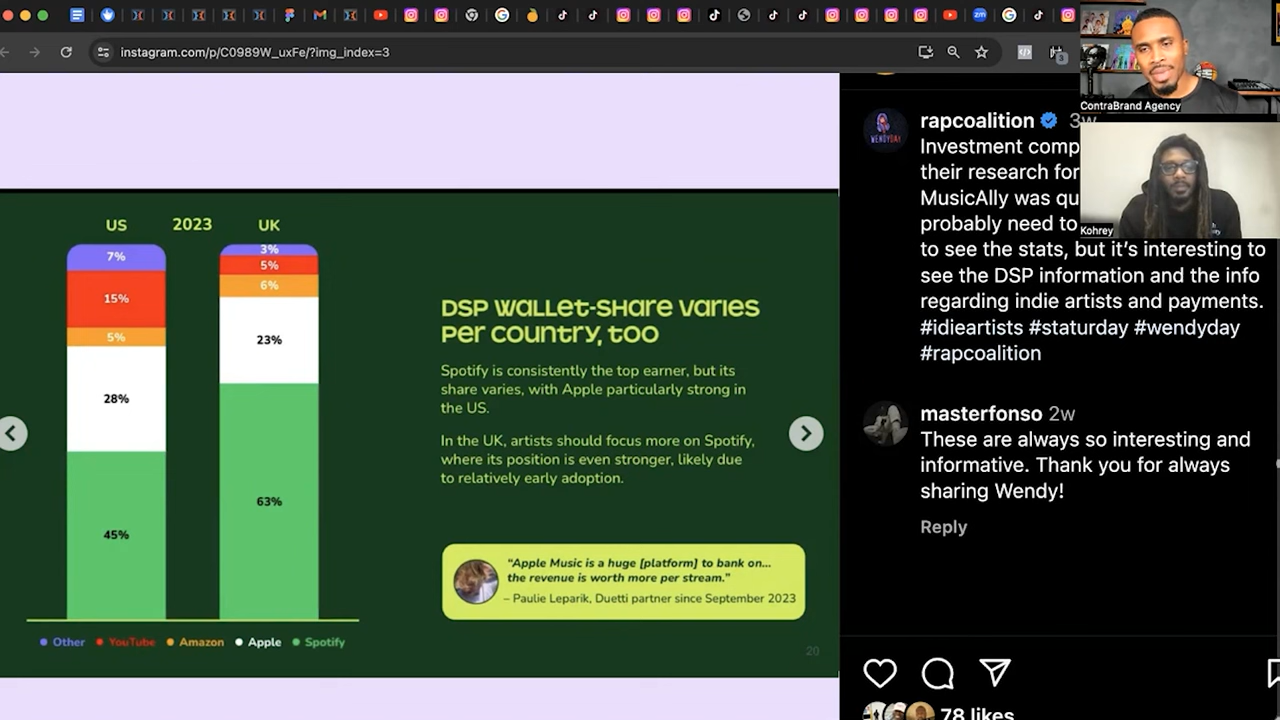 instagram.com/p/C0989W_uxFe/?img_index=3
3
ContraBrand Agency
Kohrey
US 2023 UK
7%
15%
5%
28%
45%
3%
5%
6%
23%
63%
Other YouTube Amazon Apple Spotify
DSP wallet-share varies
per country, too
Spotify is consistently the top earner, but its
share varies, with Apple particularly strong in
the US.
In the UK, artists should focus more on Spotify,
where its position is even stronger, likely due
to relatively early adoption.
“Apple Music is a huge [platform] to bank on...
the revenue is worth more per stream.”
– Paulie Leparik, Duetti partner since September 2023
20
WENDYDAY
rapcoalition 3w
Investment comp
their research for
MusicAlly was qu
probably need to
to see the stats, but it’s interesting to
see the DSP information and the info
regarding indie artists and payments.
#idieartists #staturday #wendyday
#rapcoalition
masterfonso 2w
These are always so interesting and
informative. Thank you for always
sharing Wendy!
Reply
78 likes